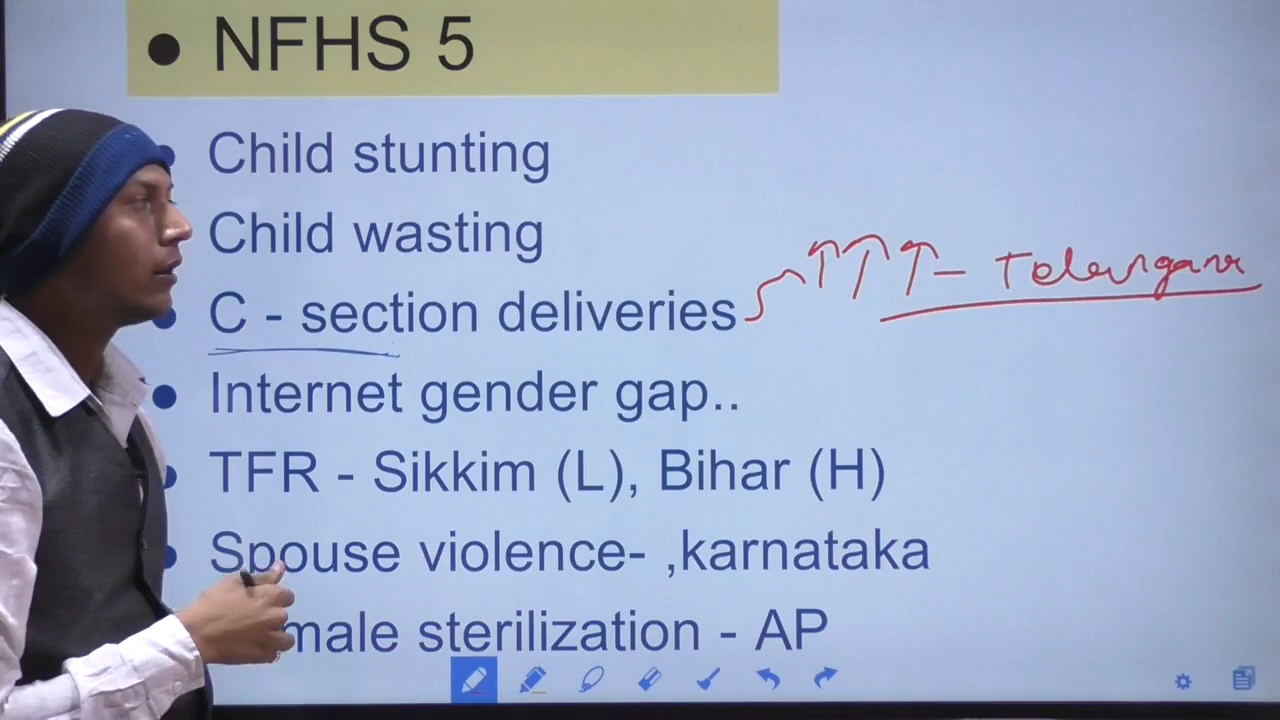 • NFHS 5
Child stunting
Child wasting
• C - section deliveries ↑↑↑ - Telangana
• Internet gender gap..
• TFR - Sikkim (L), Bihar (H)
• Spouse violence- ,karnataka
male sterilization - AP